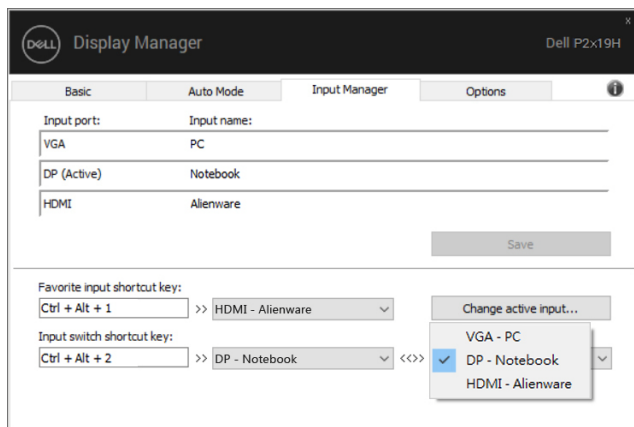 x
DELL Display Manager Dell P2x19H
Basic Auto Mode Input Manager Options i
Input port: Input name:
VGA PC
DP (Active) Notebook
HDMI Alienware
Save
Favorite input shortcut key:
Ctrl + Alt + 1 >> HDMI - Alienware Change active input...
Input switch shortcut key:
Ctrl + Alt + 2 >> DP - Notebook <<>>
VGA - PC
DP - Notebook
HDMI - Alienware